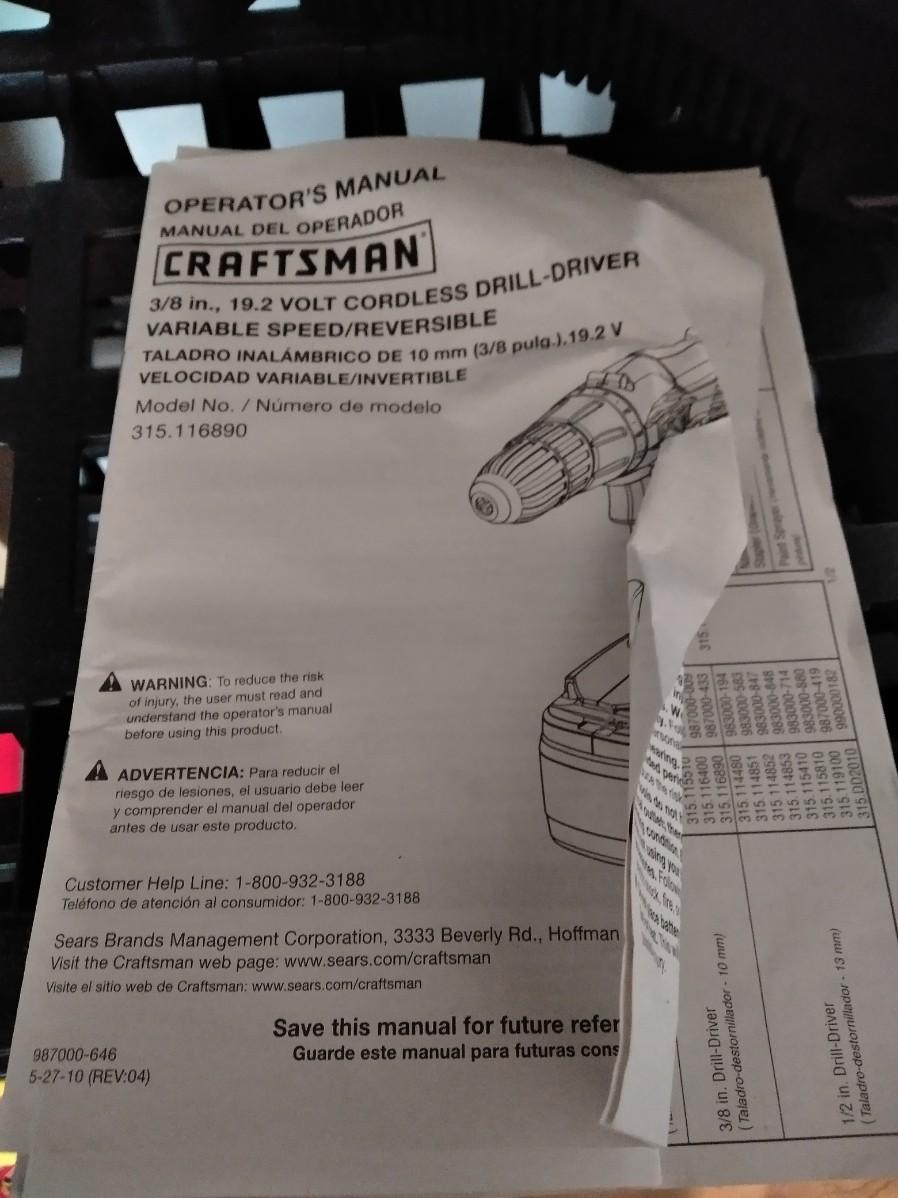 OPERATOR'S MANUAL
MANUAL DEL OPERADOR
CRAFTSMAN®
3/8 in., 19.2 VOLT CORDLESS DRILL-DRIVER
VARIABLE SPEED/REVERSIBLE
TALADRO INALÁMBRICO DE 10 mm (3/8 pulg.), 19.2 V
VELOCIDAD VARIABLE/INVERTIBLE
Model No. / Número de modelo
315.116890
WARNING: To reduce the risk
of injury, the user must read and
understand the operator's manual
before using this product.
ADVERTENCIA: Para reducir el
riesgo de lesiones, el usuario debe leer
y comprender el manual del operador
antes de usar este producto.
Customer Help Line: 1-800-932-3188
Teléfono de atención al consumidor: 1-800-932-3188
Sears Brands Management Corporation, 3333 Beverly Rd., Hoffman
Visit the Craftsman web page: www.sears.com/craftsman
Visite el sitio web de Craftsman: www.sears.com/craftsman
Save this manual for future refer
Guarde este manual para futuras cons
987000-646
5-27-10 (REV:04)
315.115510 987000-009
315.116400 987000-433
315.116890 983000-194
315.114480 983000-583
315.114851 983000-847
315.114852 983000-848
315.114853 983000-714
315.115410 983000-880
315.115810 987000-419
315.119100 990000182
315.DD2010
315.
3/8 in. Drill-Driver
(Taladro-destornillador - 10 mm)
1/2 in. Drill-Driver
(Taladro-destornillador - 13 mm)
Paint Sprayer
1/2